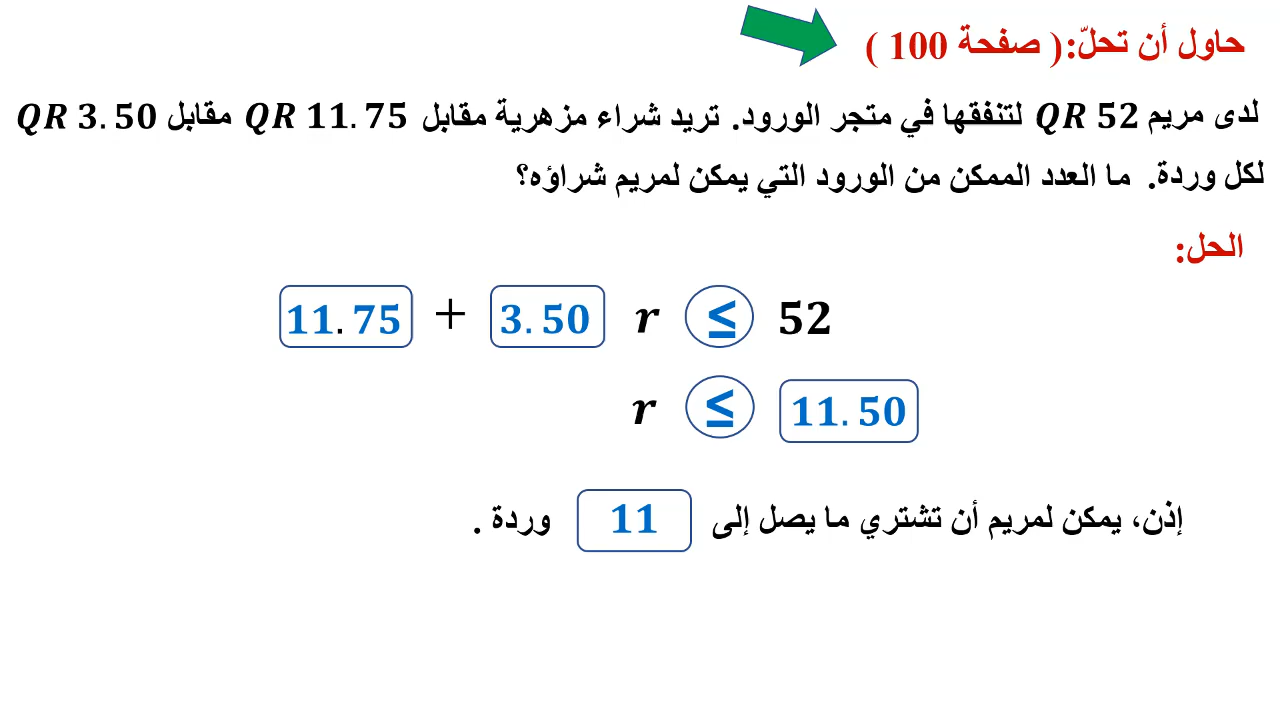 حاول أن تحلّ: ( صفحة 100 )
لدى مريم QR 52 لتنفقها في متجر الورود. تريد شراء مزهرية مقابل QR 11.75 مقابل QR 3.50
لكل وردة. ما العدد الممكن من الورود التي يمكن لمريم شراؤه؟
الحل:
11.75 + 3.50 r ≤ 52
r ≤ 11.50
إذن، يمكن لمريم أن تشتري ما يصل إلى 11 وردة .